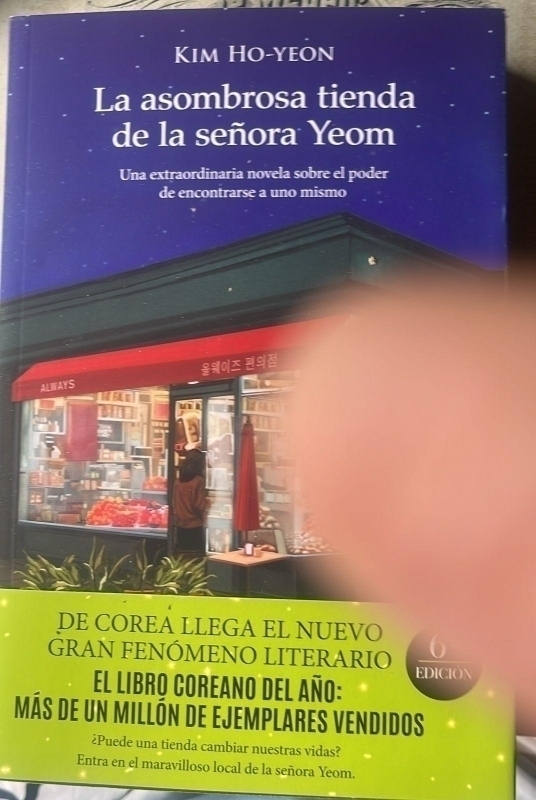 KIM HO-YEON
La asombrosa tienda
de la señora Yeom
Una extraordinaria novela sobre el poder
de encontrarse a uno mismo
ALWAYS
올웨이즈 편의점
DE COREA LLEGA EL NUEVO
GRAN FENÓMENO LITERARIO
6
EDICIÓN
EL LIBRO COREANO DEL AÑO:
MÁS DE UN MILLÓN DE EJEMPLARES VENDIDOS
¿Puede una tienda cambiar nuestras vidas?
Entra en el maravilloso local de la señora Yeom.